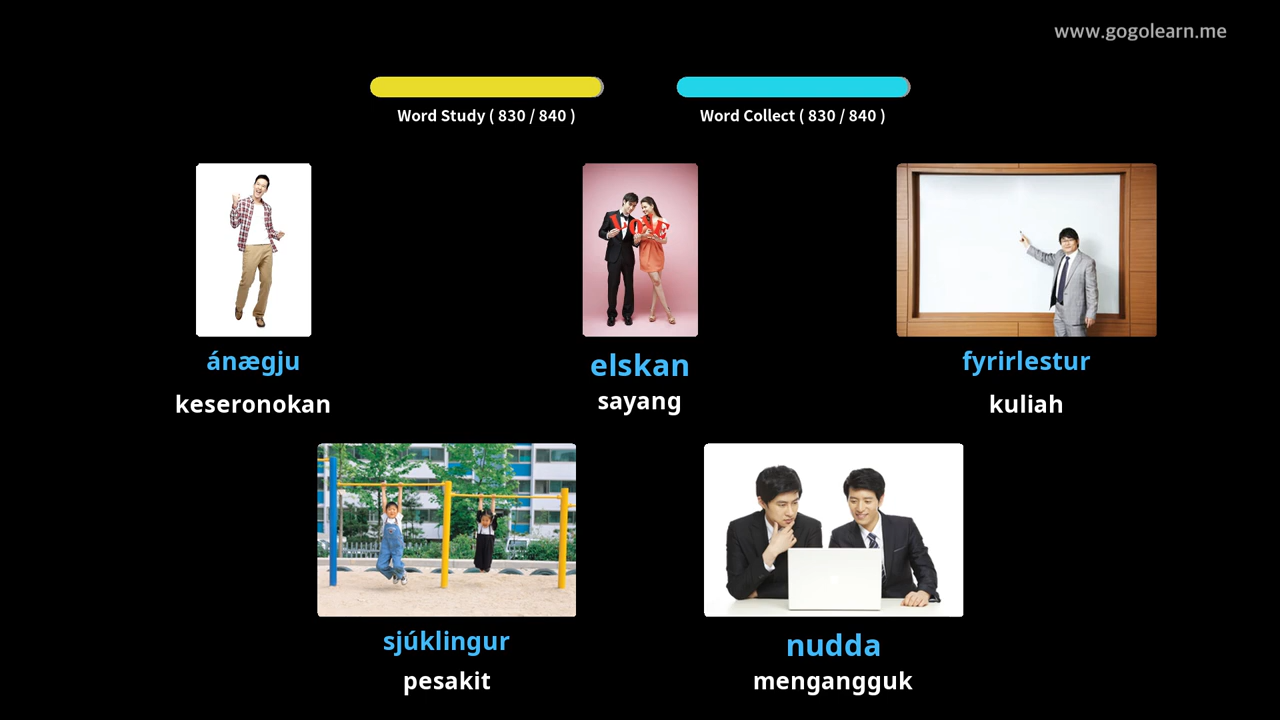 www.gogolearn.me
Word Study ( 830 / 840 )
Word Collect ( 830 / 840 )
LOVE
ánægju
keseronokan
elskan
sayang
fyrirlestur
kuliah
sjúklingur
pesakit
nudda
mengangguk